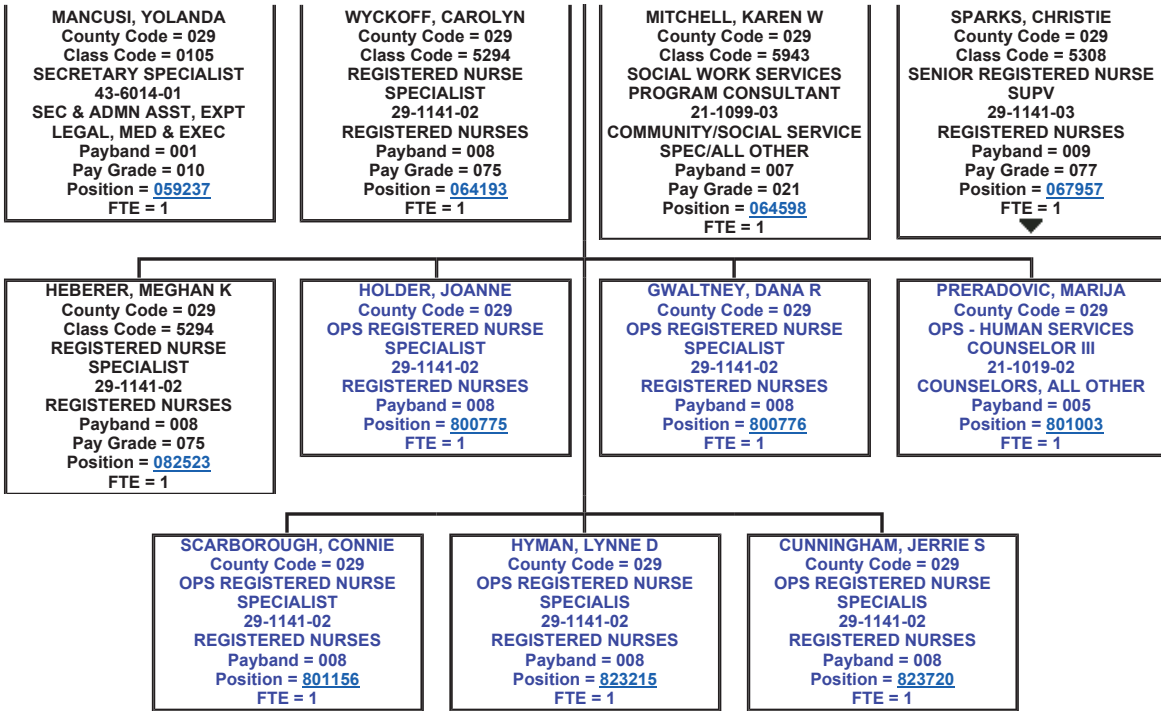 MANCUSI, YOLANDA
County Code = 029
Class Code = 0105
SECRETARY SPECIALIST
43-6014-01
SEC & ADMN ASST, EXPT
LEGAL, MED & EXEC
Payband = 001
Pay Grade = 010
Position = 059237
FTE = 1
WYCKOFF, CAROLYN
County Code = 029
Class Code = 5294
REGISTERED NURSE
SPECIALIST
29-1141-02
REGISTERED NURSES
Payband = 008
Pay Grade = 075
Position = 064193
FTE = 1
MITCHELL, KAREN W
County Code = 029
Class Code = 5943
SOCIAL WORK SERVICES
PROGRAM CONSULTANT
21-1099-03
COMMUNITY/SOCIAL SERVICE
SPEC/ALL OTHER
Payband = 007
Pay Grade = 021
Position = 064598
FTE = 1
SPARKS, CHRISTIE
County Code = 029
Class Code = 5308
SENIOR REGISTERED NURSE
SUPV
29-1141-03
REGISTERED NURSES
Payband = 009
Pay Grade = 077
Position = 067957
FTE = 1
HEBERER, MEGHAN K
County Code = 029
Class Code = 5294
REGISTERED NURSE
SPECIALIST
29-1141-02
REGISTERED NURSES
Payband = 008
Pay Grade = 075
Position = 082523
FTE = 1
HOLDER, JOANNE
County Code = 029
OPS REGISTERED NURSE
SPECIALIST
29-1141-02
REGISTERED NURSES
Payband = 008
Position = 800775
FTE = 1
GWALTNEY, DANA R
County Code = 029
OPS REGISTERED NURSE
SPECIALIST
29-1141-02
REGISTERED NURSES
Payband = 008
Position = 800776
FTE = 1
PRERADOVIC, MARIJA
County Code = 029
OPS - HUMAN SERVICES
COUNSELOR III
21-1019-02
COUNSELORS, ALL OTHER
Payband = 005
Position = 801003
FTE = 1
SCARBOROUGH, CONNIE
County Code = 029
OPS REGISTERED NURSE
SPECIALIST
29-1141-02
REGISTERED NURSES
Payband = 008
Position = 801156
FTE = 1
HYMAN, LYNNE D
County Code = 029
OPS REGISTERED NURSE
SPECIALIS
29-1141-02
REGISTERED NURSES
Payband = 008
Position = 823215
FTE = 1
CUNNINGHAM, JERRIE S
County Code = 029
OPS REGISTERED NURSE
SPECIALIS
29-1141-02
REGISTERED NURSES
Payband = 008
Position = 823720
FTE = 1